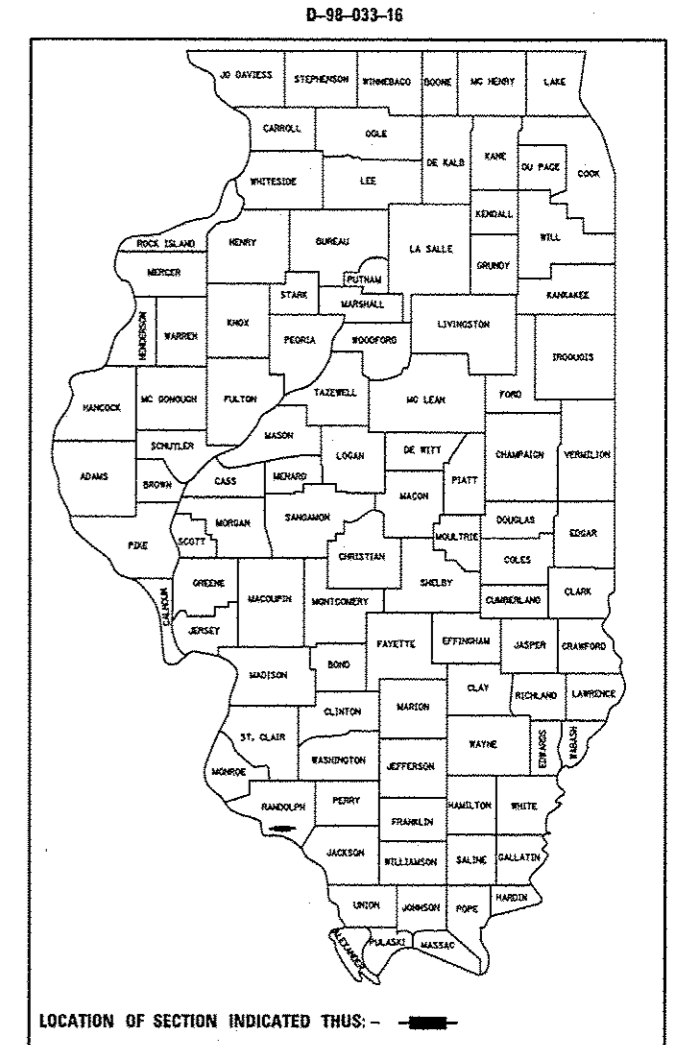 D-98-033-16
JO DAVIESS STEPHENSON WINNEBAGO BOONE MC HENRY LAKE
CARROLL OGLE DE KALB KANE DU PAGE COOK
WHITESIDE LEE
KENDALL WILL
ROCK ISLAND HENRY BUREAU LA SALLE GRUNDY
MERCER PUTNAM KANKAKEE
STARK MARSHALL
HENDERSON WARREN KNOX PEORIA WOODFORD LIVINGSTON IROQUOIS
HANCOCK MC DONOUGH FULTON TAZEWELL MC LEAN FORD
MASON
SCHUYLER LOGAN DE WITT CHAMPAIGN VERMILION
ADAMS BROWN CASS MENARD MACON PIATT
PIKE SCOTT MORGAN SANGAMON MOULTRIE DOUGLAS EDGAR
CHRISTIAN COLES
GREENE MACOUPIN MONTGOMERY SHELBY CUMBERLAND CLARK
CALHOUN JERSEY FAYETTE EFFINGHAM JASPER CRAWFORD
MADISON BOND
CLAY RICHLAND LAWRENCE
CLINTON MARION
ST. CLAIR WAYNE EDWARDS WABASH
WASHINGTON JEFFERSON
MONROE
RANDOLPH PERRY HAMILTON WHITE
FRANKLIN
JACKSON WILLIAMSON SALINE GALLATIN
UNION JOHNSON POPE HARDIN
ALEXANDER PULASKI MASSAC
LOCATION OF SECTION INDICATED THUS: -